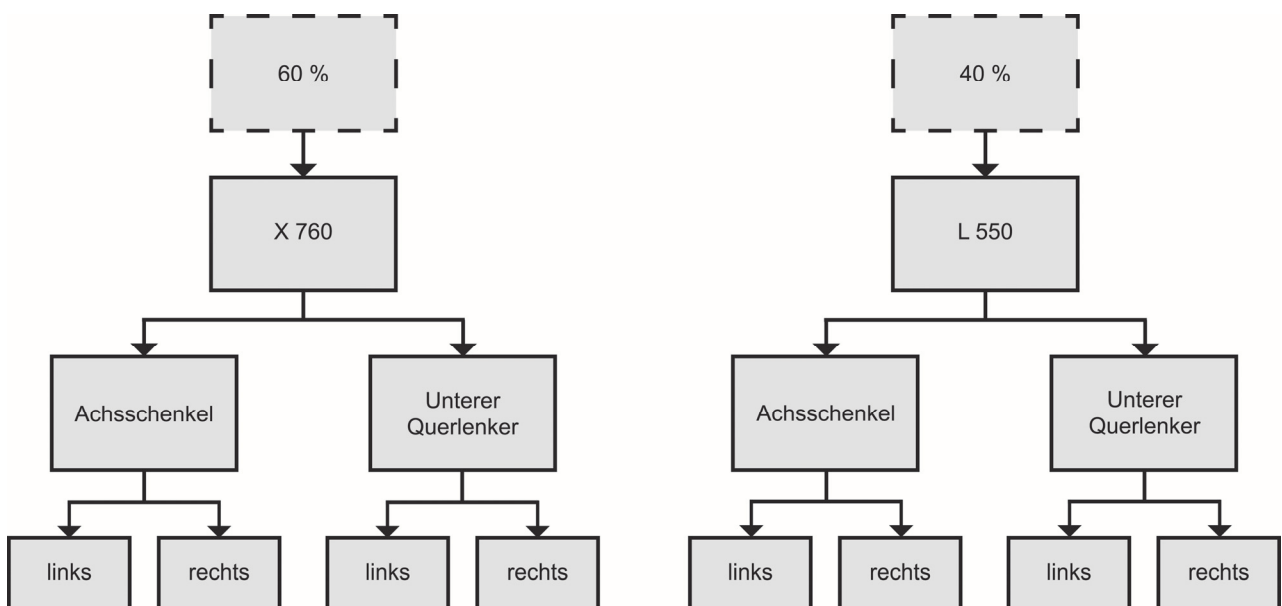 60 %
40 %
X 760
L 550
Achsschenkel
Unterer
Querlenker
Achsschenkel
Unterer
Querlenker
links
rechts
links
rechts
links
rechts
links
rechts